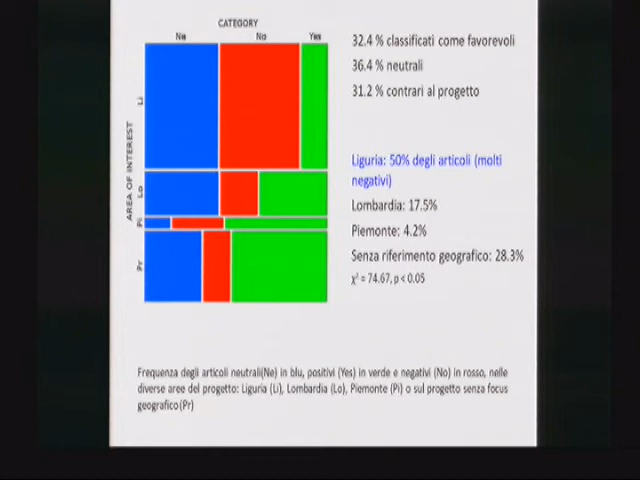 CATEGORY
Ne No Yes
AREA OF INTEREST
Li
Lo
Pi
Pr
32.4 % classificati come favorevoli
36.4 % neutrali
31.2 % contrari al progetto
Liguria: 50% degli articoli (molti
negativi)
Lombardia: 17.5%
Piemonte: 4.2%
Senza riferimento geografico: 28.3%
χ² = 74.67, p < 0.05
Frequenza degli articoli neutrali(Ne) in blu, positivi (Yes) in verde e negativi (No) in rosso, nelle
diverse aree del progetto: Liguria (Li), Lombardia (Lo), Piemonte (Pi) o sul progetto senza focus
geografico(Pr)